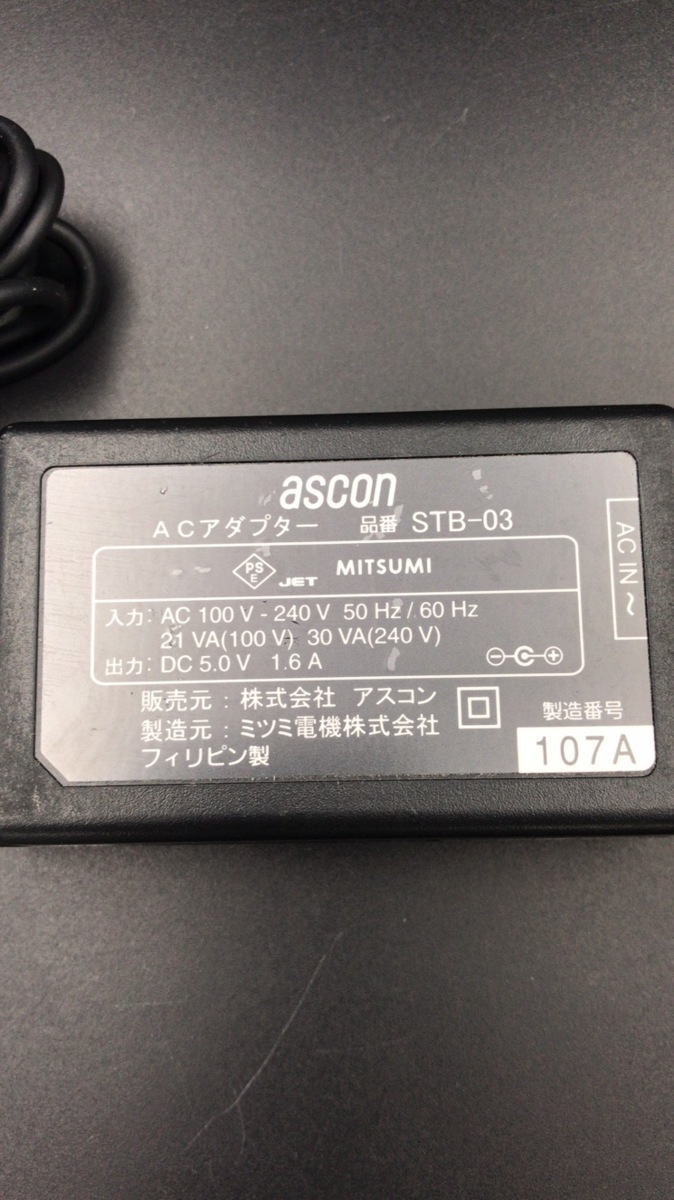 ascon
ACアダプター 品番 STB-03
PS
E
JET MITSUMI
入力: AC 100 V - 240 V 50 Hz / 60 Hz
21 VA(100 V) 30 VA(240 V)
出力: DC 5.0 V 1.6 A
販売元 : 株式会社 アスコン
製造元 : ミツミ電機株式会社
フィリピン製
AC IN ~
製造番号
107A